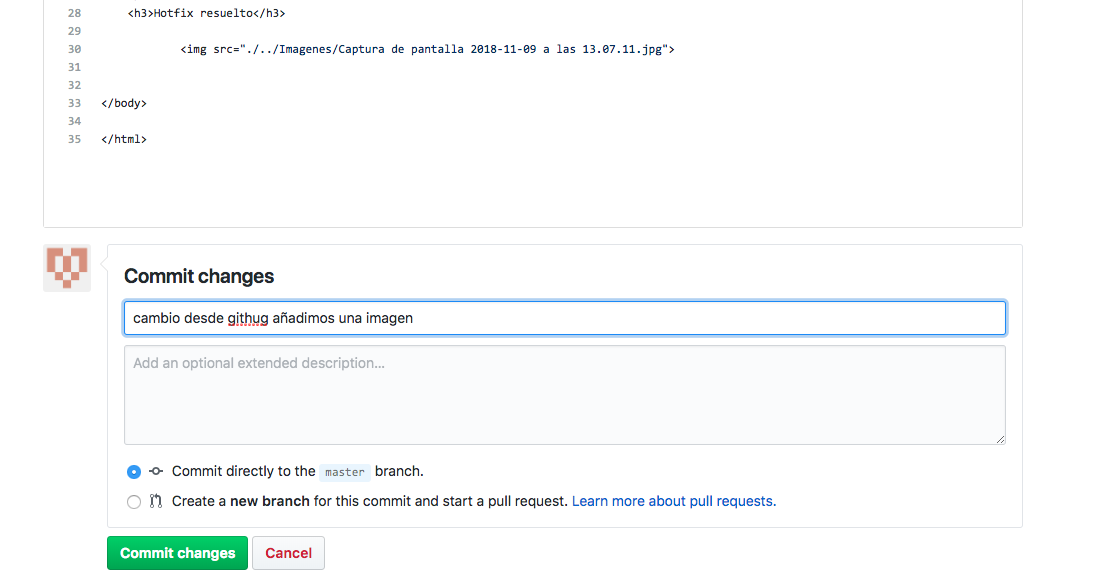 28 <h3>Hotfix resuelto</h3>
29
30 <img src="./../Imagenes/Captura de pantalla 2018-11-09 a las 13.07.11.jpg">
31
32
33 </body>
34
35 </html>
Commit changes
cambio desde githug añadimos una imagen
Add an optional extended description...
Commit directly to the master branch.
Create a new branch for this commit and start a pull request. Learn more about pull requests.
Commit changes Cancel